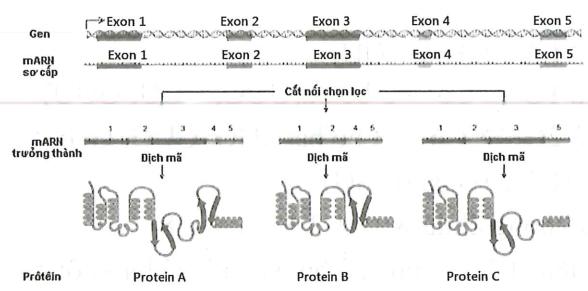 Exon 1 Exon 2 Exon 3 Exon 4 Exon 5
Gen
Exon 1 Exon 2 Exon 3 Exon 4 Exon 5
mARN
sơ cấp
Cắt nối chọn lọc
1 2 3 4 5
1 2 4 5
1 2 3 5
mARN
trưởng thành
Dịch mã Dịch mã Dịch mã
Prôtêin Protein A Protein B Protein C